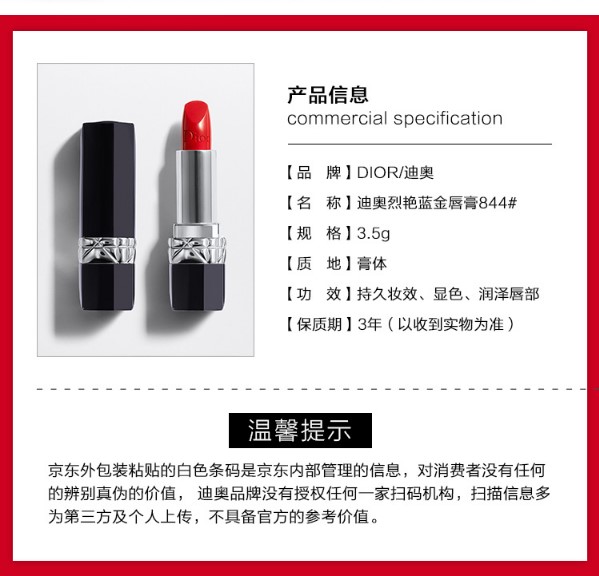 产品信息
commercial specification
【品 牌】DIOR/迪奥
【名 称】迪奥烈艳蓝金唇膏844#
【规 格】3.5g
【质 地】膏体
【功 效】持久妆效、显色、润泽唇部
【保质期】3年（以收到实物为准）
Dior
温馨提示
京东外包装粘贴的白色条码是京东内部管理的信息，对消费者没有任何
的辨别真伪的价值， 迪奥品牌没有授权任何一家扫码机构，扫描信息多
为第三方及个人上传，不具备官方的参考价值。